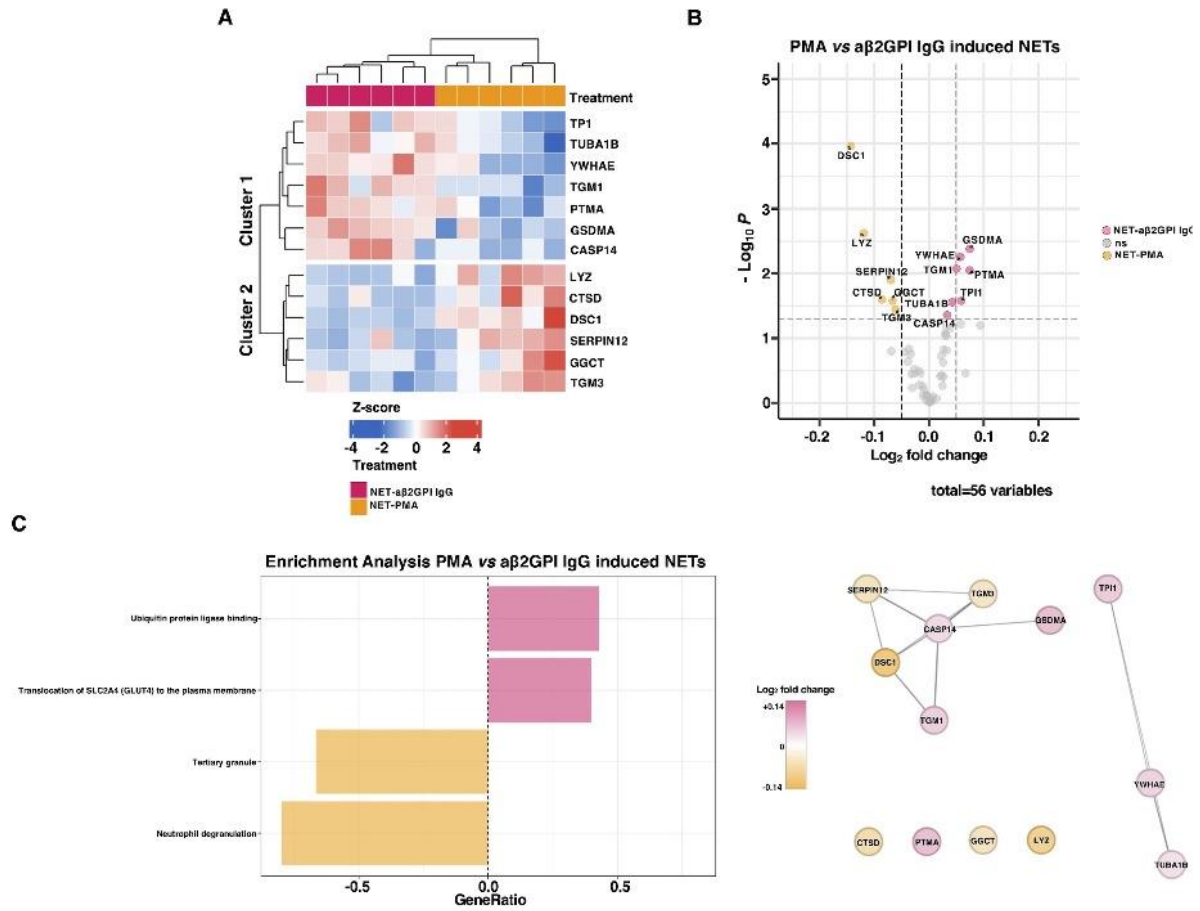 A
Treatment
TP1
TUBA1B
YWHAE
TGM1
PTMA
GSDMA
CASP14
LYZ
CTSD
DSC1
SERPIN12
GGCT
TGM3
Cluster 1
Cluster 2
Z-score
-4 -2 0 2 4
Treatment
NET-aβ2GPI IgG
NET-PMA
B
PMA vs aβ2GPI IgG induced NETs
- Log10 P
5
4
3
2
1
0
DSC1
LYZ
GSDMA
YWHAE
TGM1
PTMA
SERPIN12
CTSD
GGCT
TUBA1B
TPI1
TGM3
CASP14
-0.2 -0.1 0.0 0.1 0.2
Log2 fold change
total=56 variables
NET-aβ2GPI IgG
ns
NET-PMA
C
Enrichment Analysis PMA vs aβ2GPI IgG induced NETs
Ubiquitin protein ligase binding
Translocation of SLC2A4 (GLUT4) to the plasma membrane
Tertiary granule
Neutrophil degranulation
-0.5 0.0 0.5
GeneRatio
Log2 fold change
+0.14
0
-0.14
SERPIN12
TGM3
CASP14
GSDMA
DSC1
TGM1
TPI1
YWHAE
TUBA1B
CTSD
PTMA
GGCT
LYZ